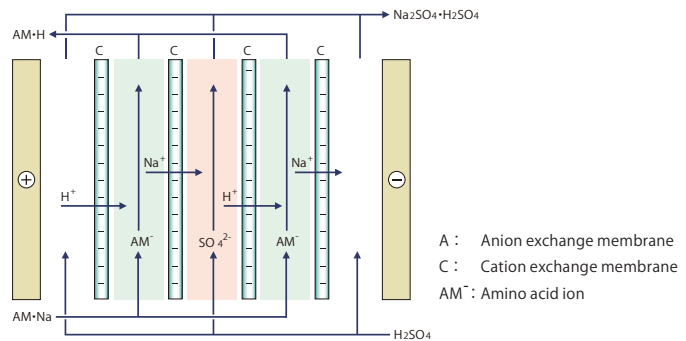 Na₂SO₄•H₂SO₄
AM•H
C C C C
Na⁺ Na⁺
+ −
H⁺ H⁺
AM⁻ SO₄²⁻ AM⁻
A : Anion exchange membrane
C : Cation exchange membrane
AM⁻ : Amino acid ion
AM•Na
H₂SO₄